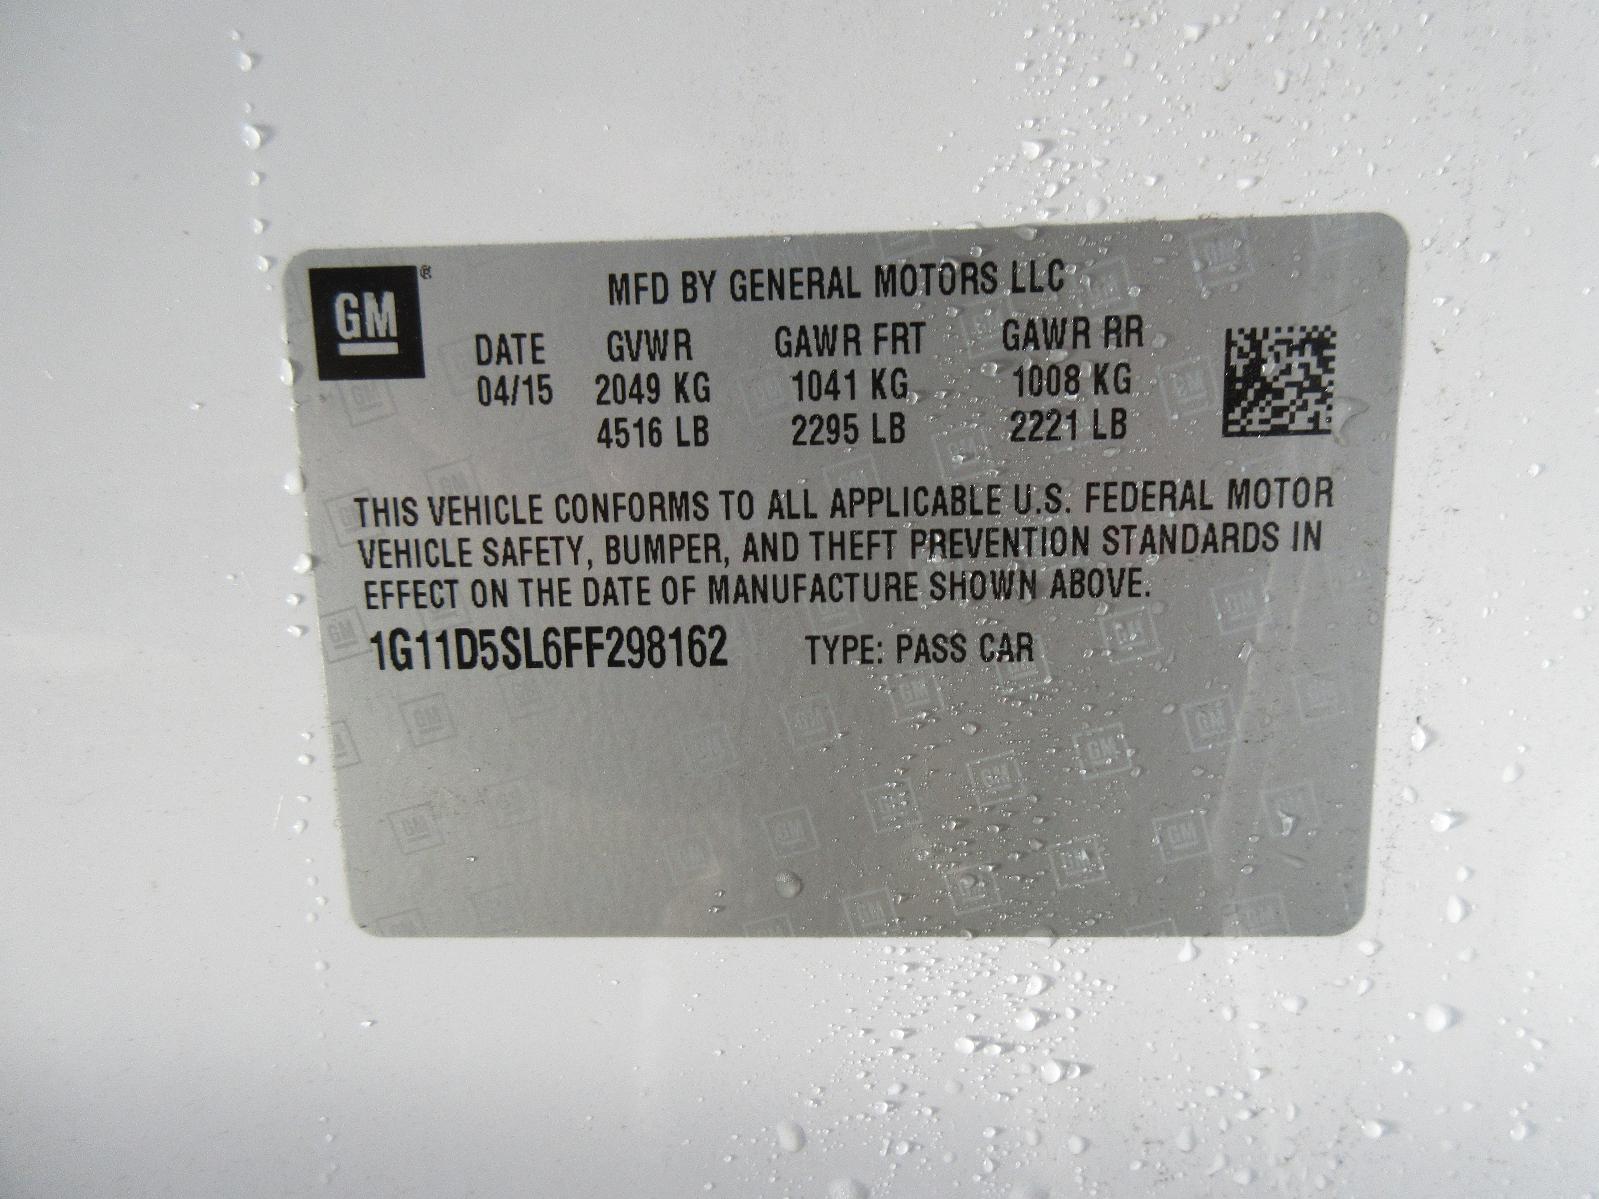 GM®
MFD BY GENERAL MOTORS LLC
DATE GVWR GAWR FRT GAWR RR
04/15 2049 KG 1041 KG 1008 KG
4516 LB 2295 LB 2221 LB
THIS VEHICLE CONFORMS TO ALL APPLICABLE U.S. FEDERAL MOTOR
VEHICLE SAFETY, BUMPER, AND THEFT PREVENTION STANDARDS IN
EFFECT ON THE DATE OF MANUFACTURE SHOWN ABOVE.
1G11D5SL6FF298162 TYPE: PASS CAR